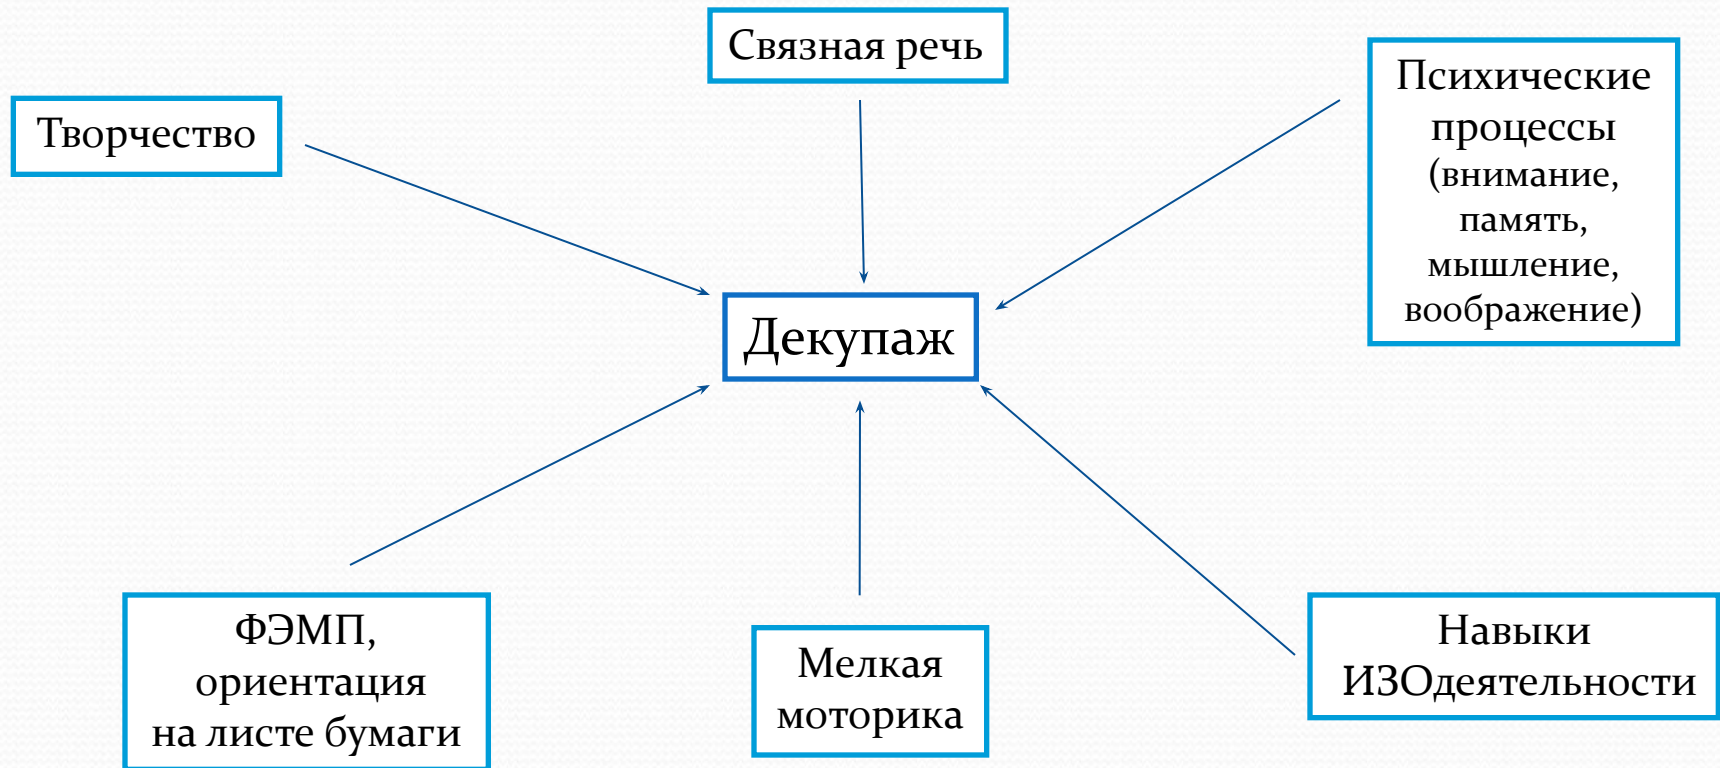 Связная речь
Творчество
Психические
процессы
(внимание,
память,
мышление,
воображение)
Декупаж
ФЭМП,
ориентация
на листе бумаги
Мелкая
моторика
Навыки
ИЗОдеятельности